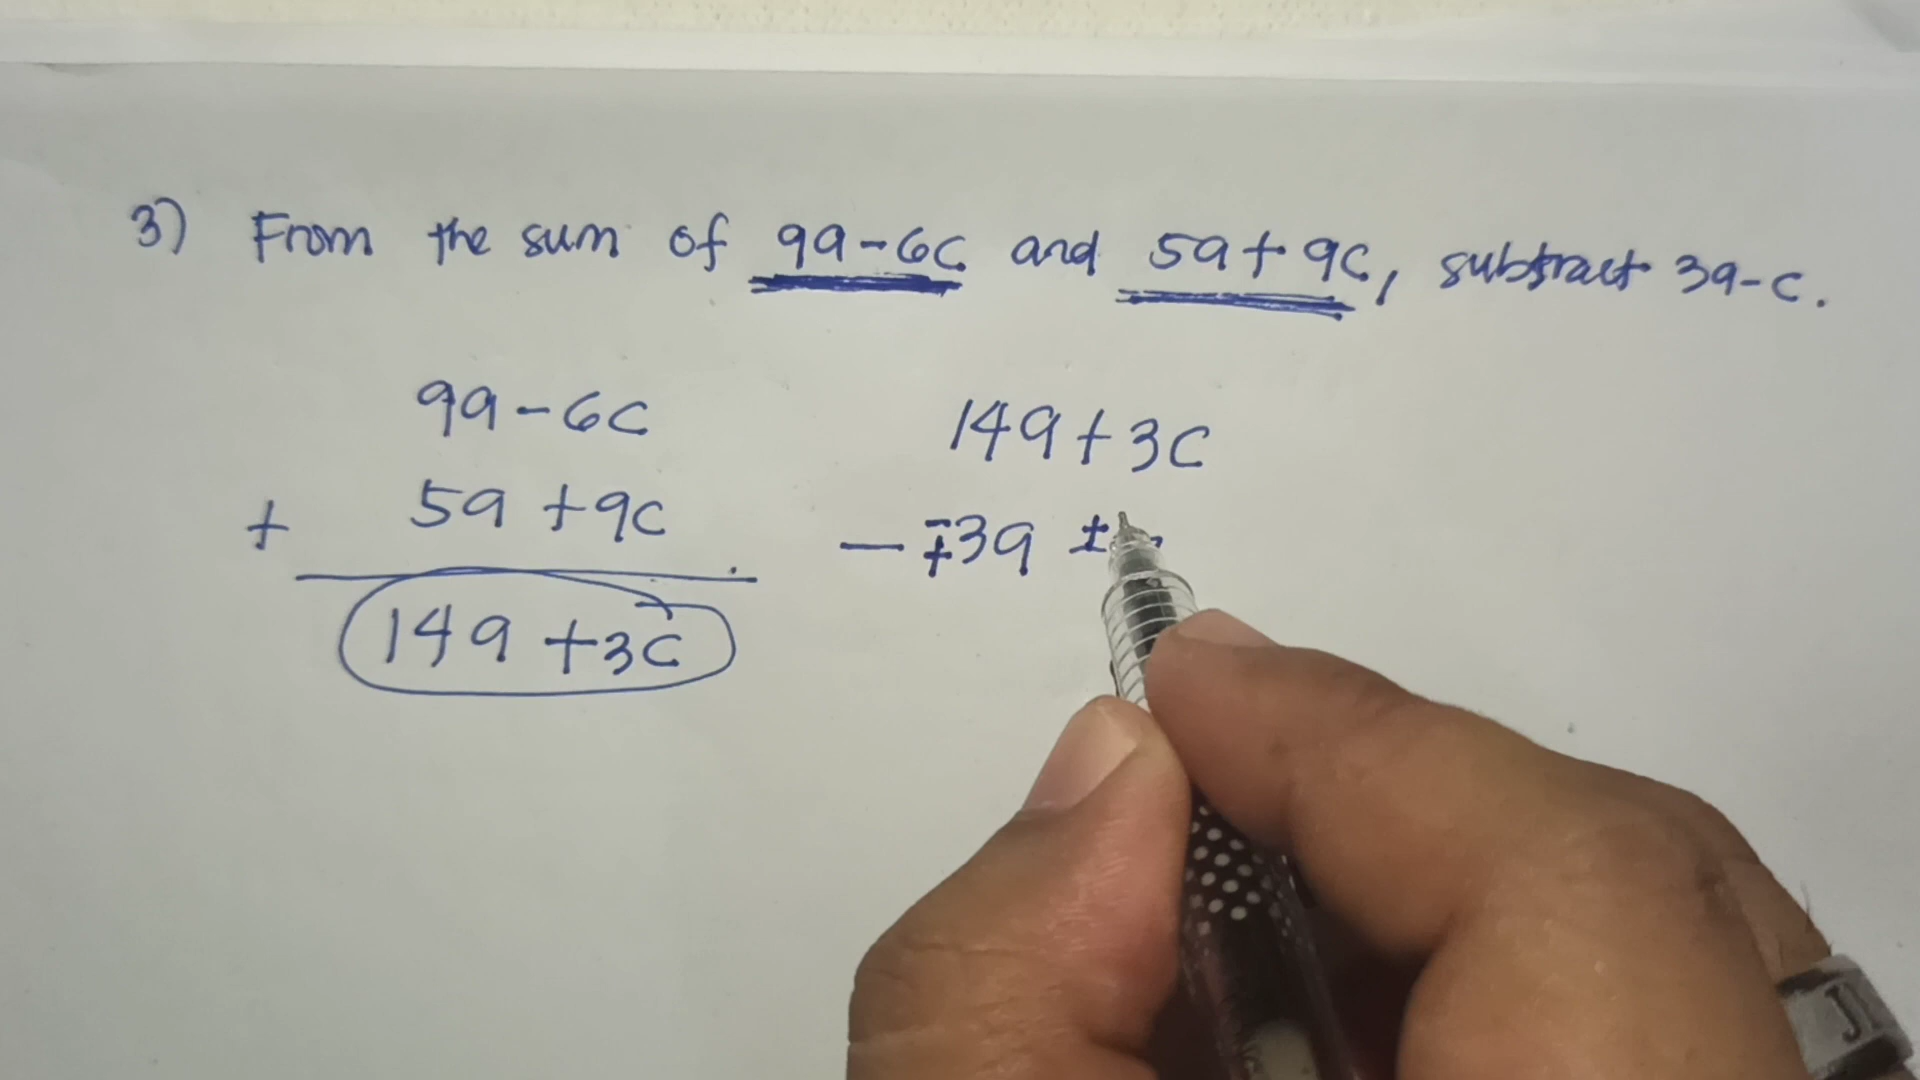 3) From the sum of 9a-6c and 5a+9c, subtract 3a-c.
9a-6c
+ 5a+9c
14a+3c
14a+3c
- ∓3a ±
J